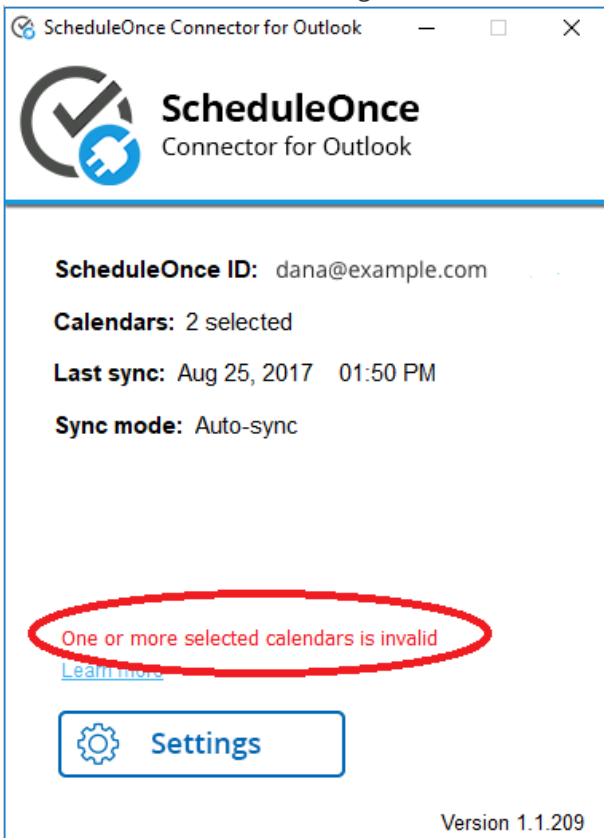 ScheduleOnce Connector for Outlook
ScheduleOnce
Connector for Outlook
ScheduleOnce ID: dana@example.com
Calendars: 2 selected
Last sync: Aug 25, 2017 01:50 PM
Sync mode: Auto-sync
One or more selected calendars is invalid
Learn more
Settings
Version 1.1.209